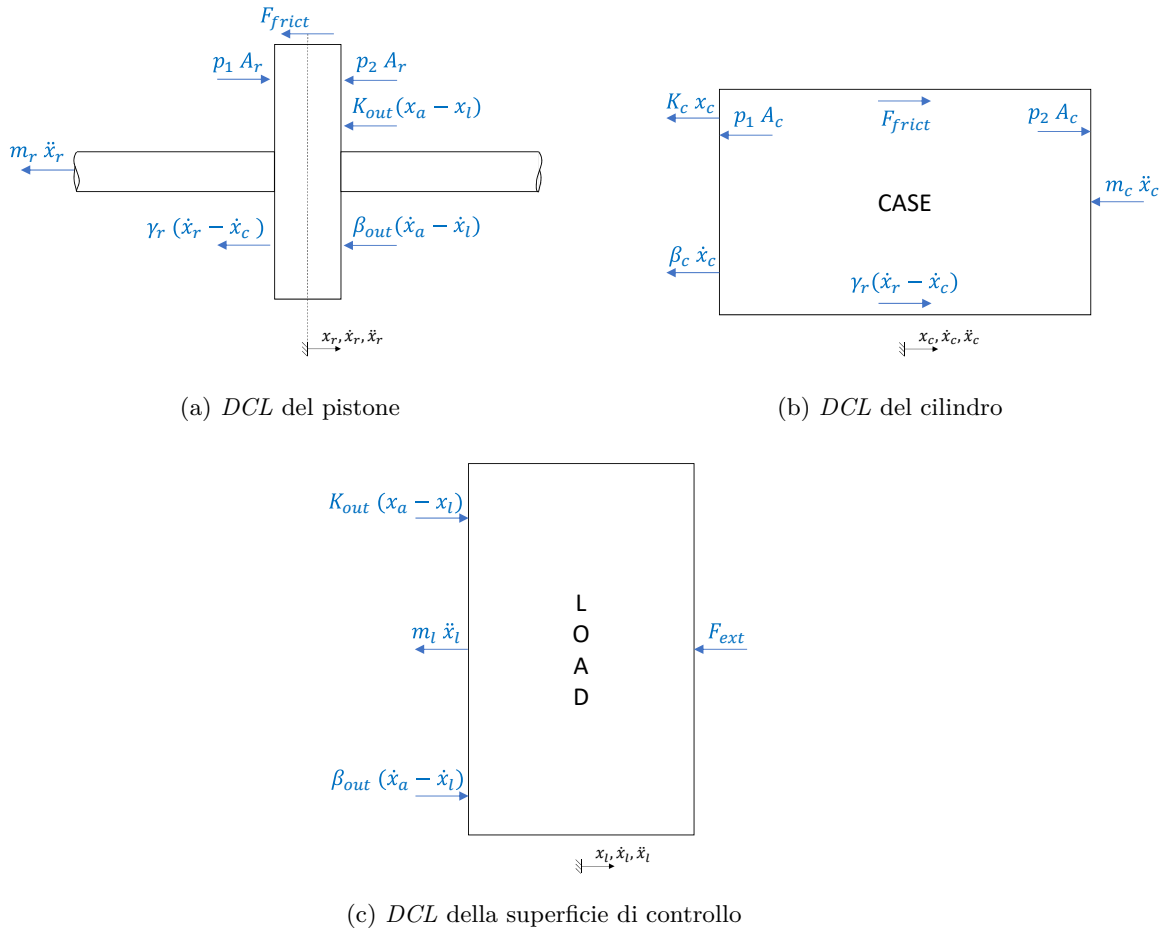 F_frict
p_1 A_r
p_2 A_r
K_out(x_a − x_l)
m_r ẍ_r
γ_r (ẋ_r − ẋ_c )
β_out(ẋ_a − ẋ_l)
x_r, ẋ_r, ẍ_r
(a) DCL del pistone
K_c x_c
p_1 A_c
F_frict
p_2 A_c
CASE
m_c ẍ_c
β_c ẋ_c
γ_r(ẋ_r − ẋ_c)
x_c, ẋ_c, ẍ_c
(b) DCL del cilindro
K_out (x_a − x_l)
L
O
A
D
m_l ẍ_l
F_ext
β_out (ẋ_a − ẋ_l)
x_l, ẋ_l, ẍ_l
(c) DCL della superficie di controllo